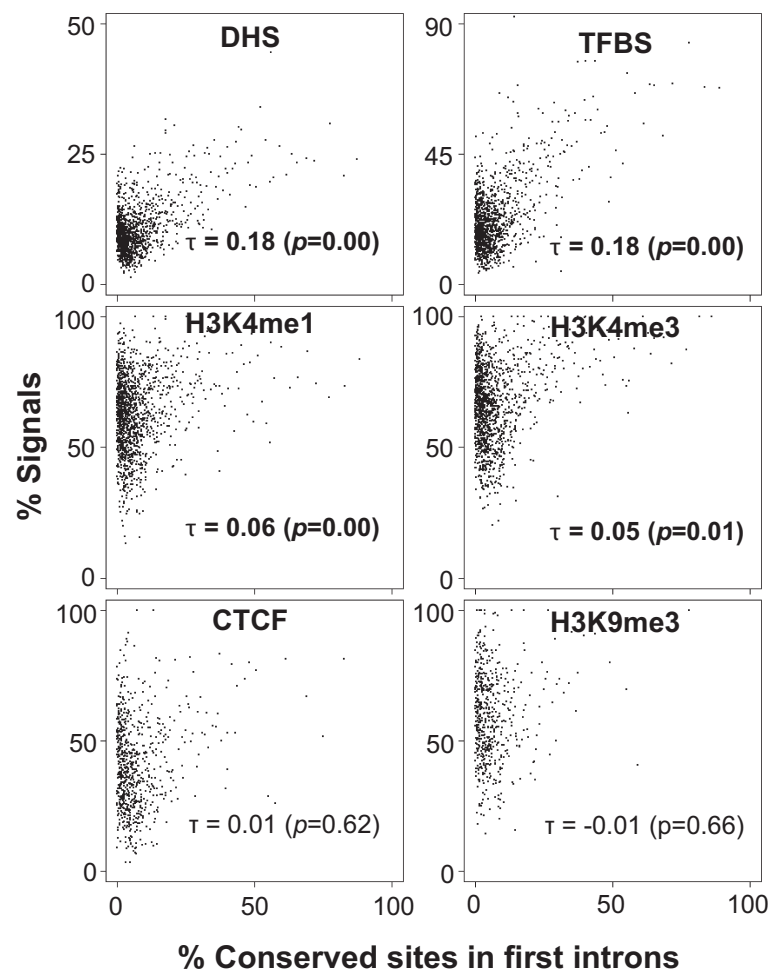 50
DHS
25
τ = 0.18 (p=0.00)
0
90
TFBS
45
τ = 0.18 (p=0.00)
0
100
H3K4me1
50
τ = 0.06 (p=0.00)
0
100
H3K4me3
50
τ = 0.05 (p=0.01)
0
100
CTCF
50
τ = 0.01 (p=0.62)
0
0 50 100
100
H3K9me3
50
τ = -0.01 (p=0.66)
0
0 50 100
% Signals
% Conserved sites in first introns